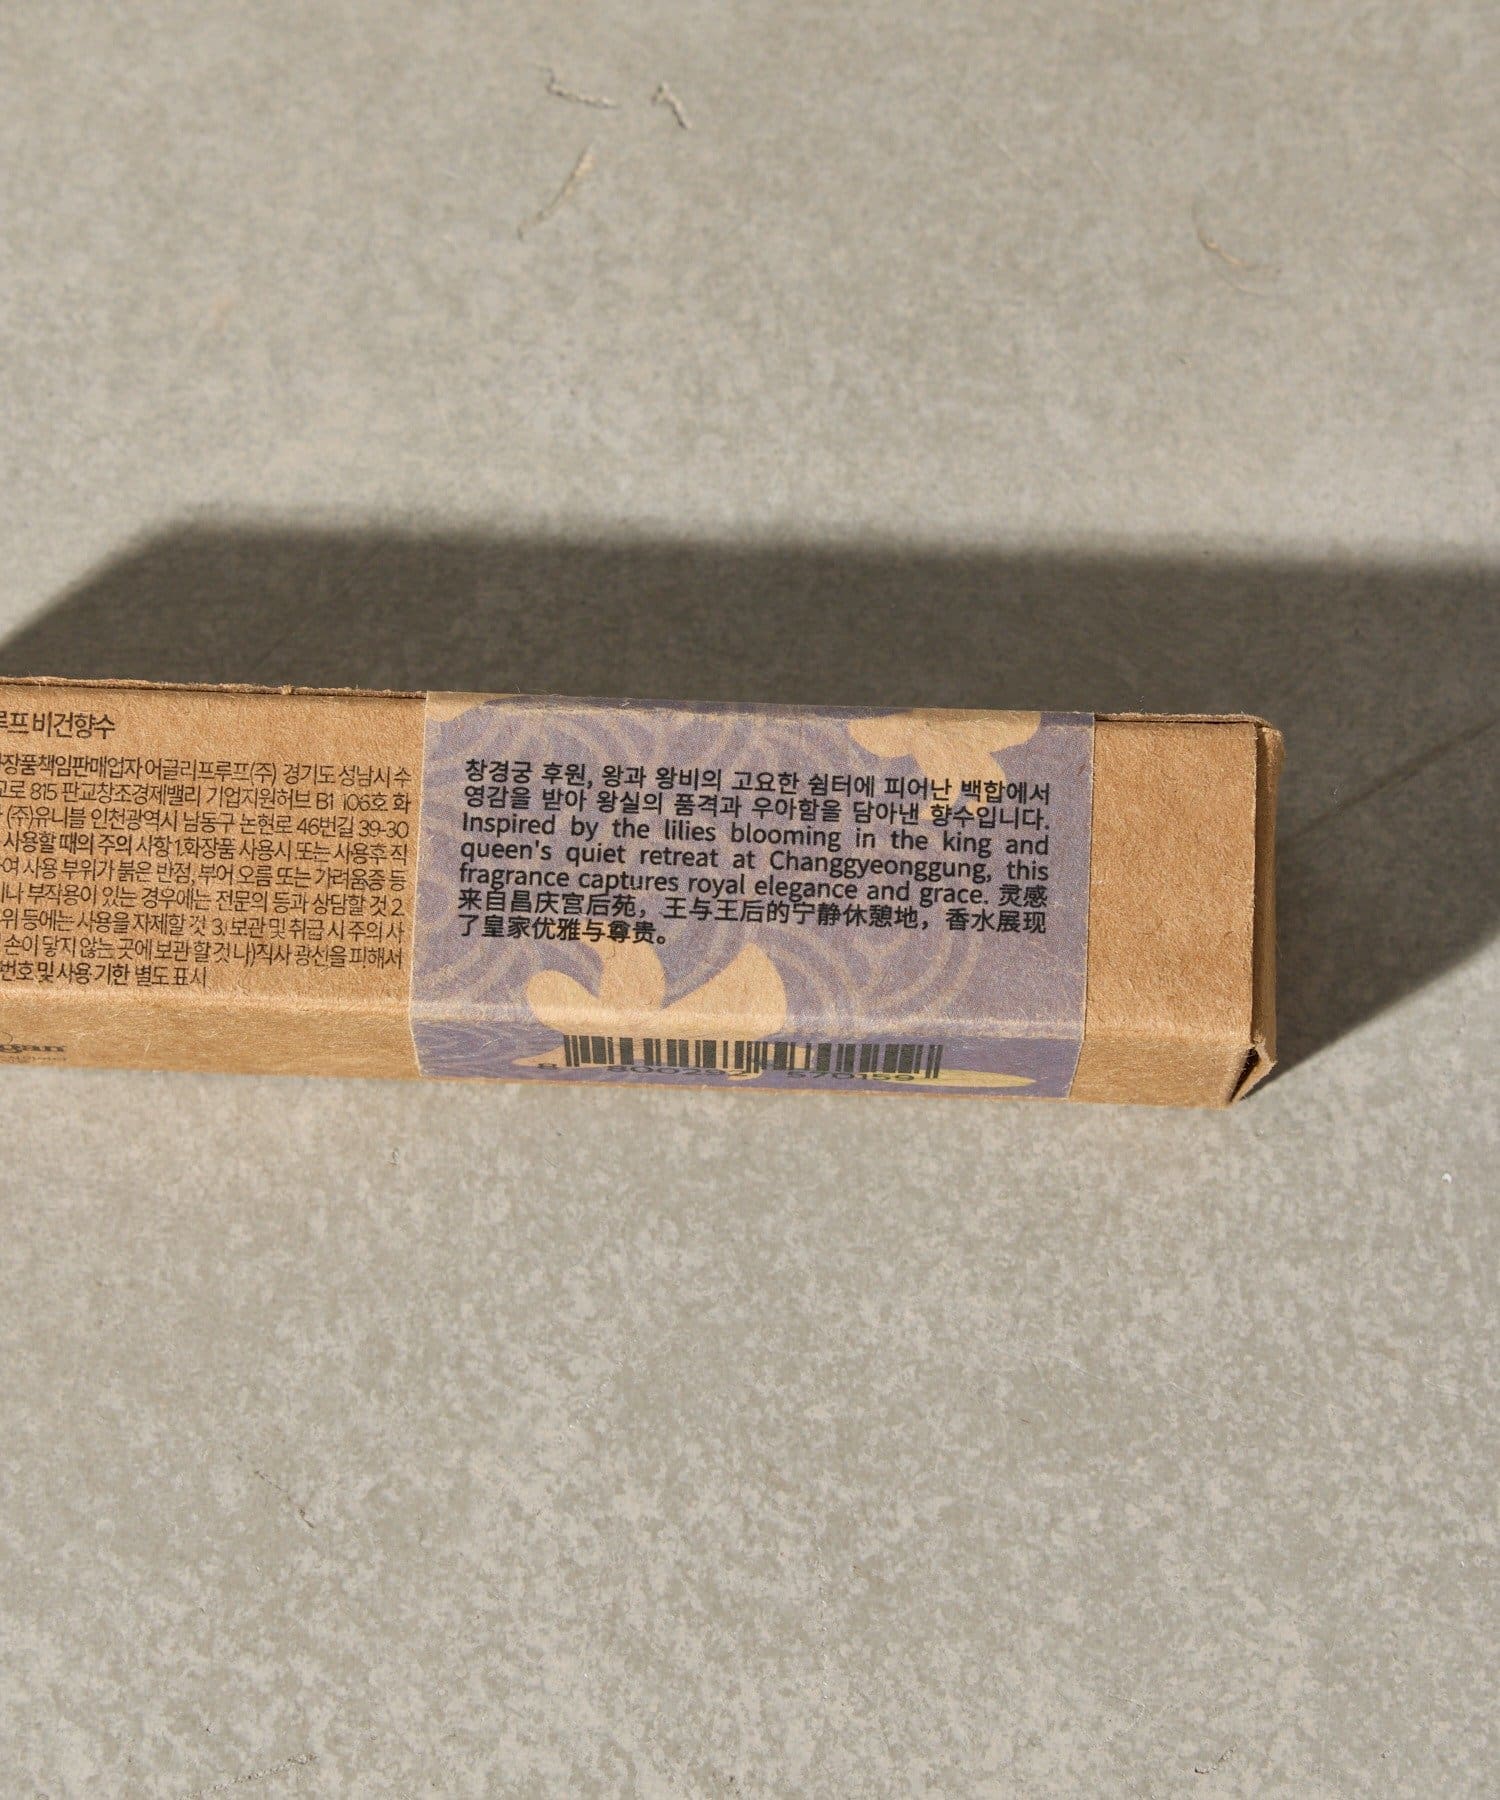 루프 비건향수
장품책임판매업자 어글리프루프(주) 경기도 성남시 수
교로 815 판교창조경제밸리 기업지원허브 B1 106호 화
(주)유니블 인천광역시 남동구 논현로 46번길 39-30
사용할 때의 주의 사항 1.화장품 사용시 또는 사용후 직
여 사용 부위가 붉은 반점, 부어 오름 또는 가려움증 등
이나 부작용이 있는 경우에는 전문의 등과 상담할 것 2.
위 등에는 사용을 자제할 것 3.보관 및 취급 시 주의 사
손이 닿지 않는 곳에 보관할 것 나)직사 광선을 피해서
번호 및 사용기한 별도 표시
창경궁 후원, 왕과 왕비의 고요한 쉼터에 피어난 백합에서
영감을 받아 왕실의 품격과 우아함을 담아낸 향수입니다.
Inspired by the lilies blooming in the king and
queen's quiet retreat at Changgyeonggung, this
fragrance captures royal elegance and grace. 灵感
来自昌庆宫后苑，王与王后的宁静休憩地，香水展现
了皇家优雅与尊贵。
8 800292 570159